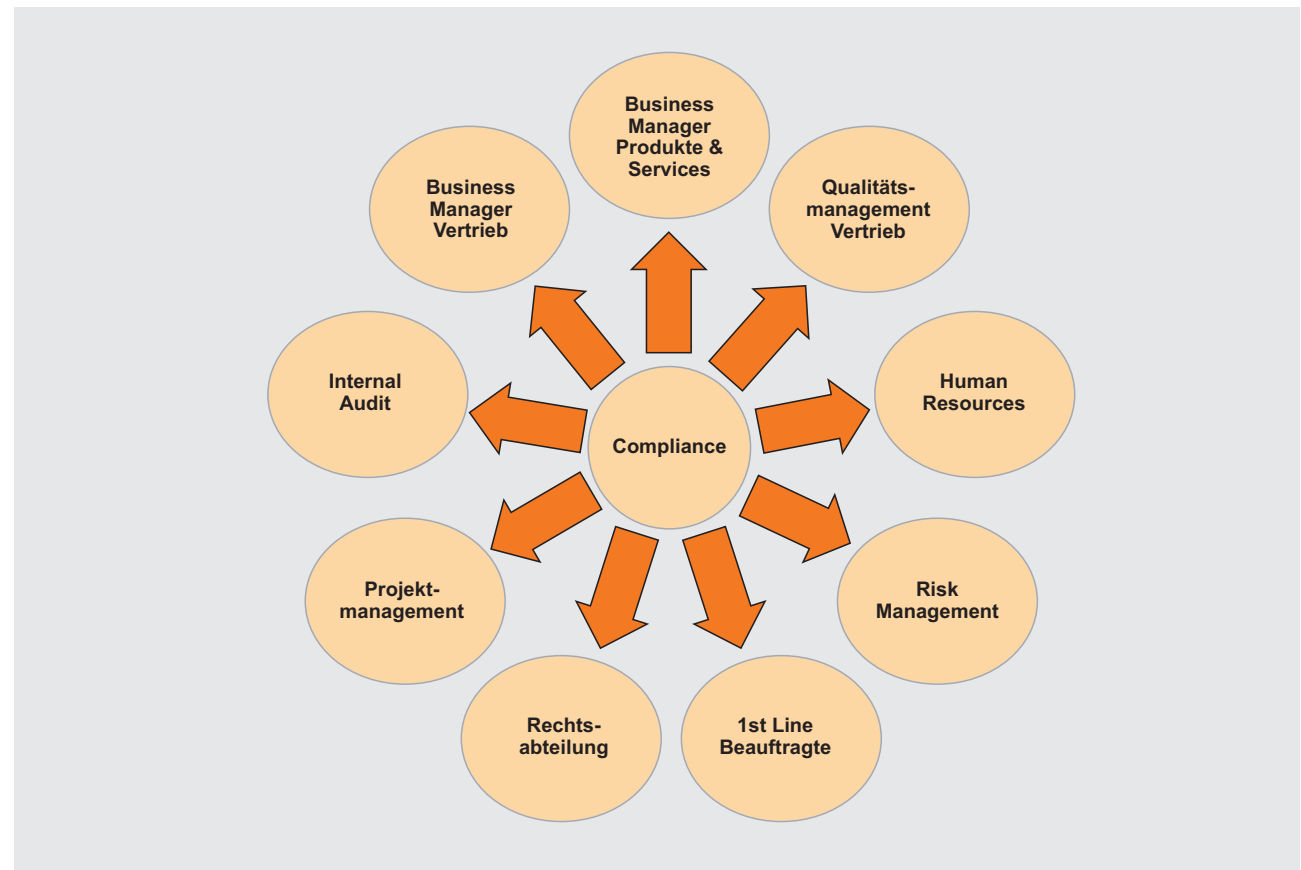 Business
Manager
Produkte &
Services
Business
Manager
Vertrieb
Qualitäts-
management
Vertrieb
Internal
Audit
Human
Resources
Compliance
Projekt-
management
Risk
Management
Rechts-
abteilung
1st Line
Beauftragte